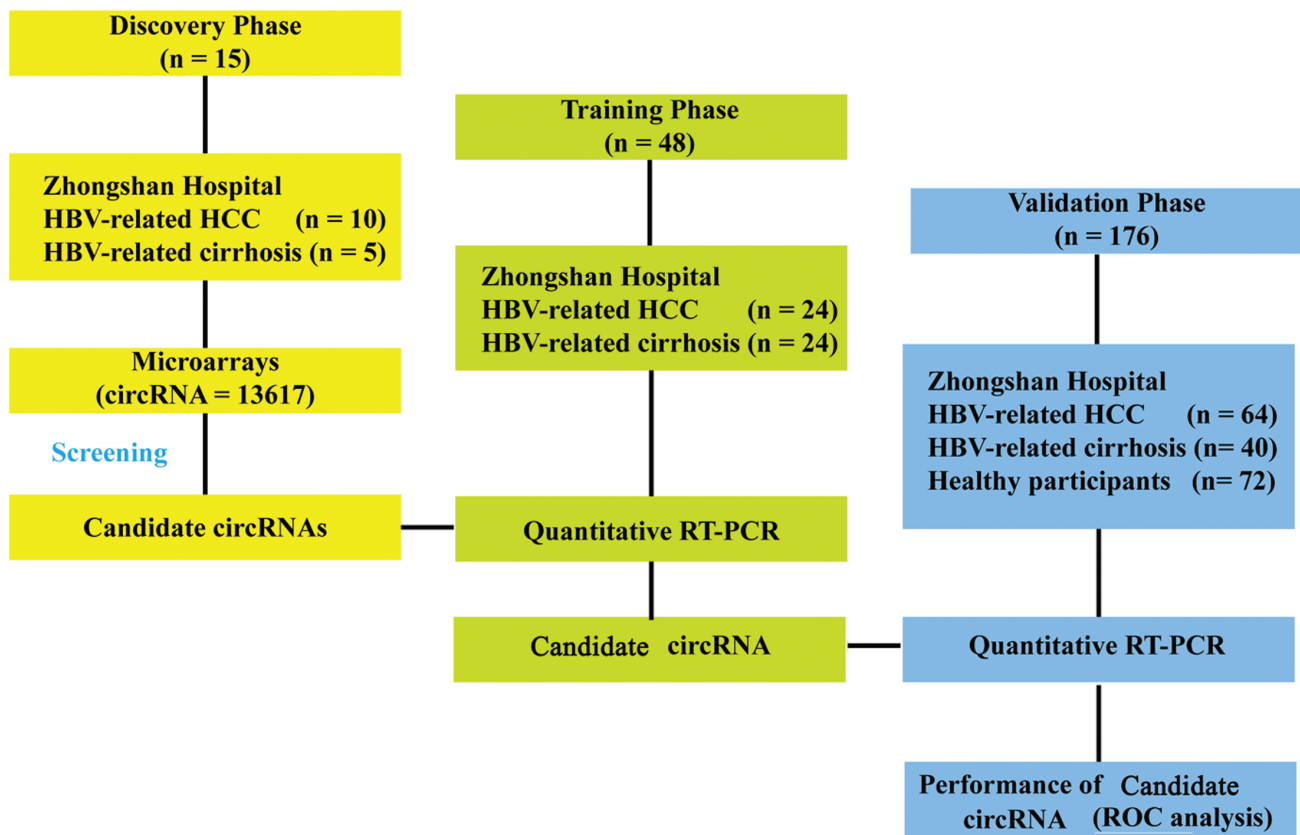 Discovery Phase
(n = 15)
Zhongshan Hospital
HBV-related HCC (n = 10)
HBV-related cirrhosis (n = 5)
Microarrays
(circRNA = 13617)
Screening
Candidate circRNAs
Training Phase
(n = 48)
Zhongshan Hospital
HBV-related HCC (n = 24)
HBV-related cirrhosis (n = 24)
Quantitative RT-PCR
Candidate circRNA
Validation Phase
(n = 176)
Zhongshan Hospital
HBV-related HCC (n = 64)
HBV-related cirrhosis (n= 40)
Healthy participants (n= 72)
Quantitative RT-PCR
Performance of Candidate
circRNA (ROC analysis)